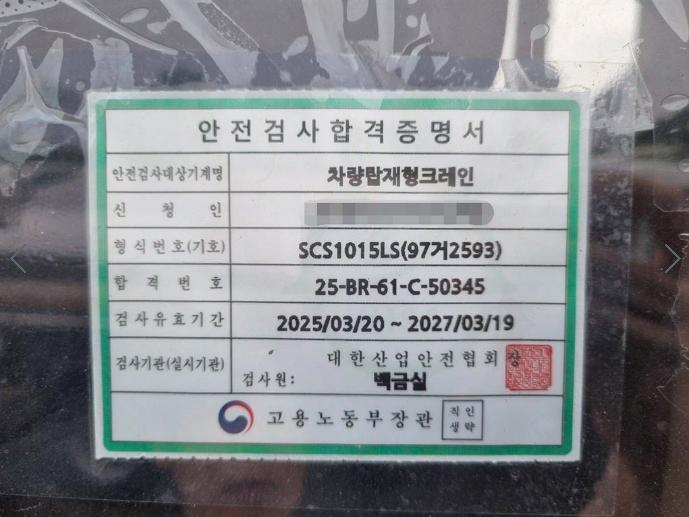 안전검사합격증명서
안전검사대상기계명 차량탑재형크레인
신 청 인
형식번호(기호) SCS1015LS(97거2593)
합 격 번 호 25-BR-61-C-50345
검사유효기간 2025/03/20 ~ 2027/03/19
검사기관(실시기관) 대한산업안전협회장
검사원: 백금실
고용노동부장관 직인생략